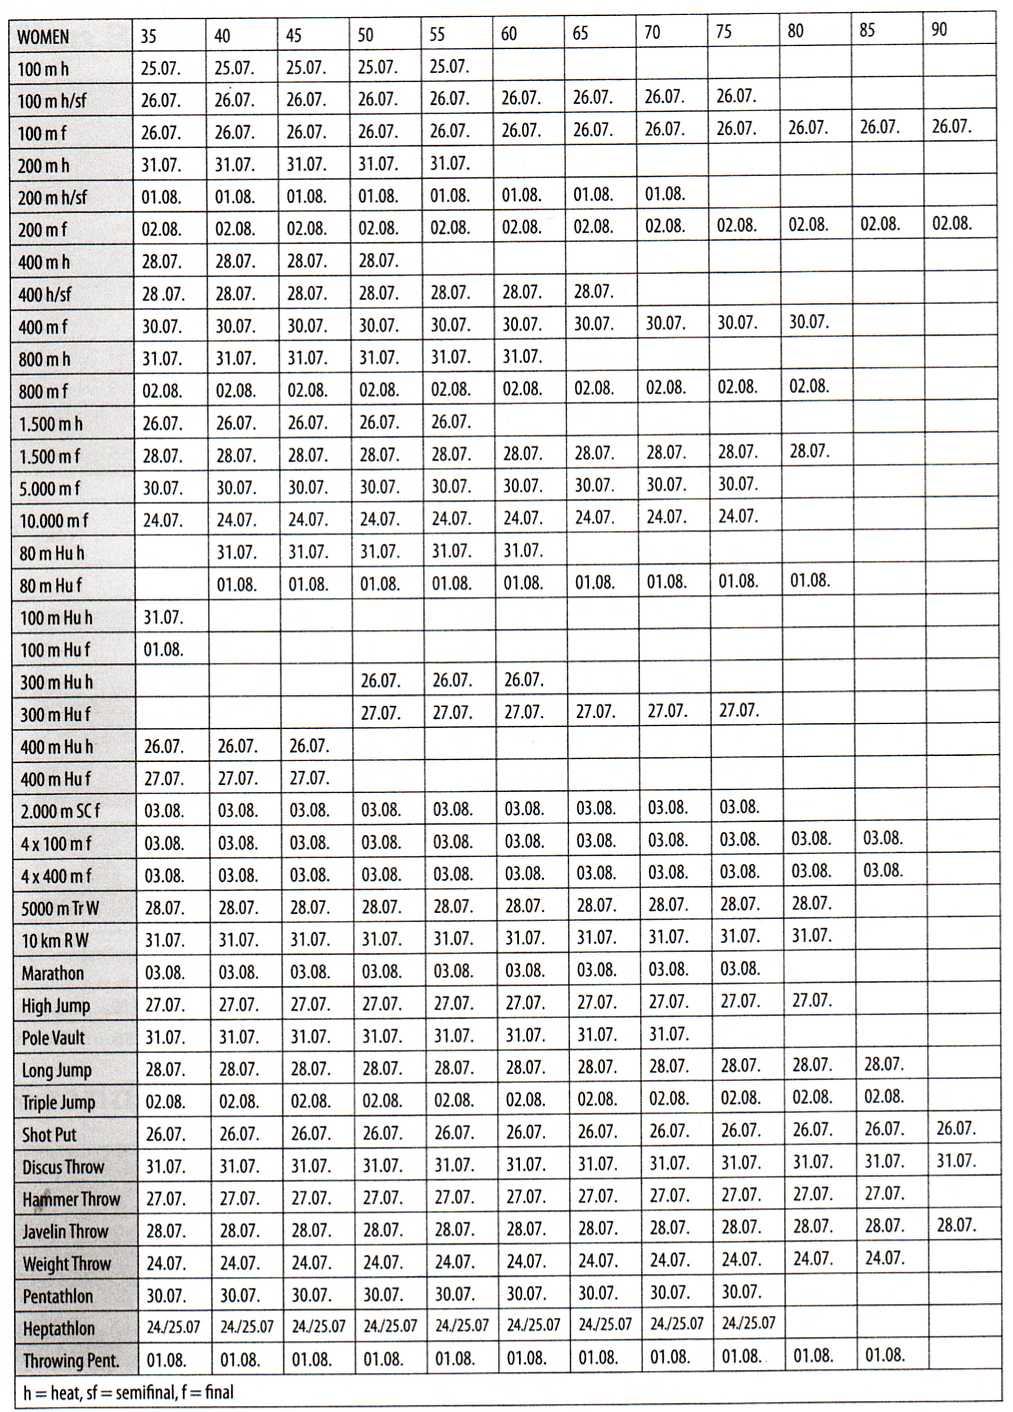 WOMEN 35 40 45 50 55 60 65 70 75 80 85 90
100 m h 25.07. 25.07. 25.07. 25.07. 25.07.
100 m h/sf 26.07. 26.07. 26.07. 26.07. 26.07. 26.07. 26.07. 26.07. 26.07.
100 m f 26.07. 26.07. 26.07. 26.07. 26.07. 26.07. 26.07. 26.07. 26.07. 26.07. 26.07. 26.07.
200 m h 31.07. 31.07. 31.07. 31.07. 31.07.
200 m h/sf 01.08. 01.08. 01.08. 01.08. 01.08. 01.08. 01.08. 01.08.
200 m f 02.08. 02.08. 02.08. 02.08. 02.08. 02.08. 02.08. 02.08. 02.08. 02.08. 02.08. 02.08.
400 m h 28.07. 28.07. 28.07. 28.07.
400 h/sf 28.07. 28.07. 28.07. 28.07. 28.07. 28.07. 28.07.
400 m f 30.07. 30.07. 30.07. 30.07. 30.07. 30.07. 30.07. 30.07. 30.07. 30.07.
800 m h 31.07. 31.07. 31.07. 31.07. 31.07. 31.07.
800 m f 02.08. 02.08. 02.08. 02.08. 02.08. 02.08. 02.08. 02.08. 02.08. 02.08.
1.500 m h 26.07. 26.07. 26.07. 26.07. 26.07.
1.500 m f 28.07. 28.07. 28.07. 28.07. 28.07. 28.07. 28.07. 28.07. 28.07. 28.07.
5.000 m f 30.07. 30.07. 30.07. 30.07. 30.07. 30.07. 30.07. 30.07. 30.07.
10.000 m f 24.07. 24.07. 24.07. 24.07. 24.07. 24.07. 24.07. 24.07. 24.07.
80 m Hu h 31.07. 31.07. 31.07. 31.07. 31.07.
80 m Hu f 01.08. 01.08. 01.08. 01.08. 01.08. 01.08. 01.08. 01.08. 01.08.
100 m Hu h 31.07.
100 m Hu f 01.08.
300 m Hu h 26.07. 26.07. 26.07.
300 m Hu f 27.07. 27.07. 27.07. 27.07. 27.07. 27.07.
400 m Hu h 26.07. 26.07. 26.07.
400 m Hu f 27.07. 27.07. 27.07.
2.000 m SC f 03.08. 03.08. 03.08. 03.08. 03.08. 03.08. 03.08. 03.08. 03.08.
4 x 100 m f 03.08. 03.08. 03.08. 03.08. 03.08. 03.08. 03.08. 03.08. 03.08. 03.08. 03.08.
4 x 400 m f 03.08. 03.08. 03.08. 03.08. 03.08. 03.08. 03.08. 03.08. 03.08. 03.08. 03.08.
5000 m Tr W 28.07. 28.07. 28.07. 28.07. 28.07. 28.07. 28.07. 28.07. 28.07. 28.07.
10 km R W 31.07. 31.07. 31.07. 31.07. 31.07. 31.07. 31.07. 31.07. 31.07. 31.07.
Marathon 03.08. 03.08. 03.08. 03.08. 03.08. 03.08. 03.08. 03.08. 03.08.
High Jump 27.07. 27.07. 27.07. 27.07. 27.07. 27.07. 27.07. 27.07. 27.07. 27.07.
Pole Vault 31.07. 31.07. 31.07. 31.07. 31.07. 31.07. 31.07. 31.07.
Long Jump 28.07. 28.07. 28.07. 28.07. 28.07. 28.07. 28.07. 28.07. 28.07. 28.07. 28.07.
Triple Jump 02.08. 02.08. 02.08. 02.08. 02.08. 02.08. 02.08. 02.08. 02.08. 02.08. 02.08.
Shot Put 26.07. 26.07. 26.07. 26.07. 26.07. 26.07. 26.07. 26.07. 26.07. 26.07. 26.07. 26.07.
Discus Throw 31.07. 31.07. 31.07. 31.07. 31.07. 31.07. 31.07. 31.07. 31.07. 31.07. 31.07. 31.07.
Hammer Throw 27.07. 27.07. 27.07. 27.07. 27.07. 27.07. 27.07. 27.07. 27.07. 27.07. 27.07.
Javelin Throw 28.07. 28.07. 28.07. 28.07. 28.07. 28.07. 28.07. 28.07. 28.07. 28.07. 28.07. 28.07.
Weight Throw 24.07. 24.07. 24.07. 24.07. 24.07. 24.07. 24.07. 24.07. 24.07. 24.07. 24.07.
Pentathlon 30.07. 30.07. 30.07. 30.07. 30.07. 30.07. 30.07. 30.07. 30.07.
Heptathlon 24./25.07 24./25.07 24./25.07 24./25.07 24./25.07 24./25.07 24./25.07 24./25.07 24./25.07
Throwing Pent. 01.08. 01.08. 01.08. 01.08. 01.08. 01.08. 01.08. 01.08. 01.08. 01.08. 01.08.
h = heat, sf = semifinal, f = final